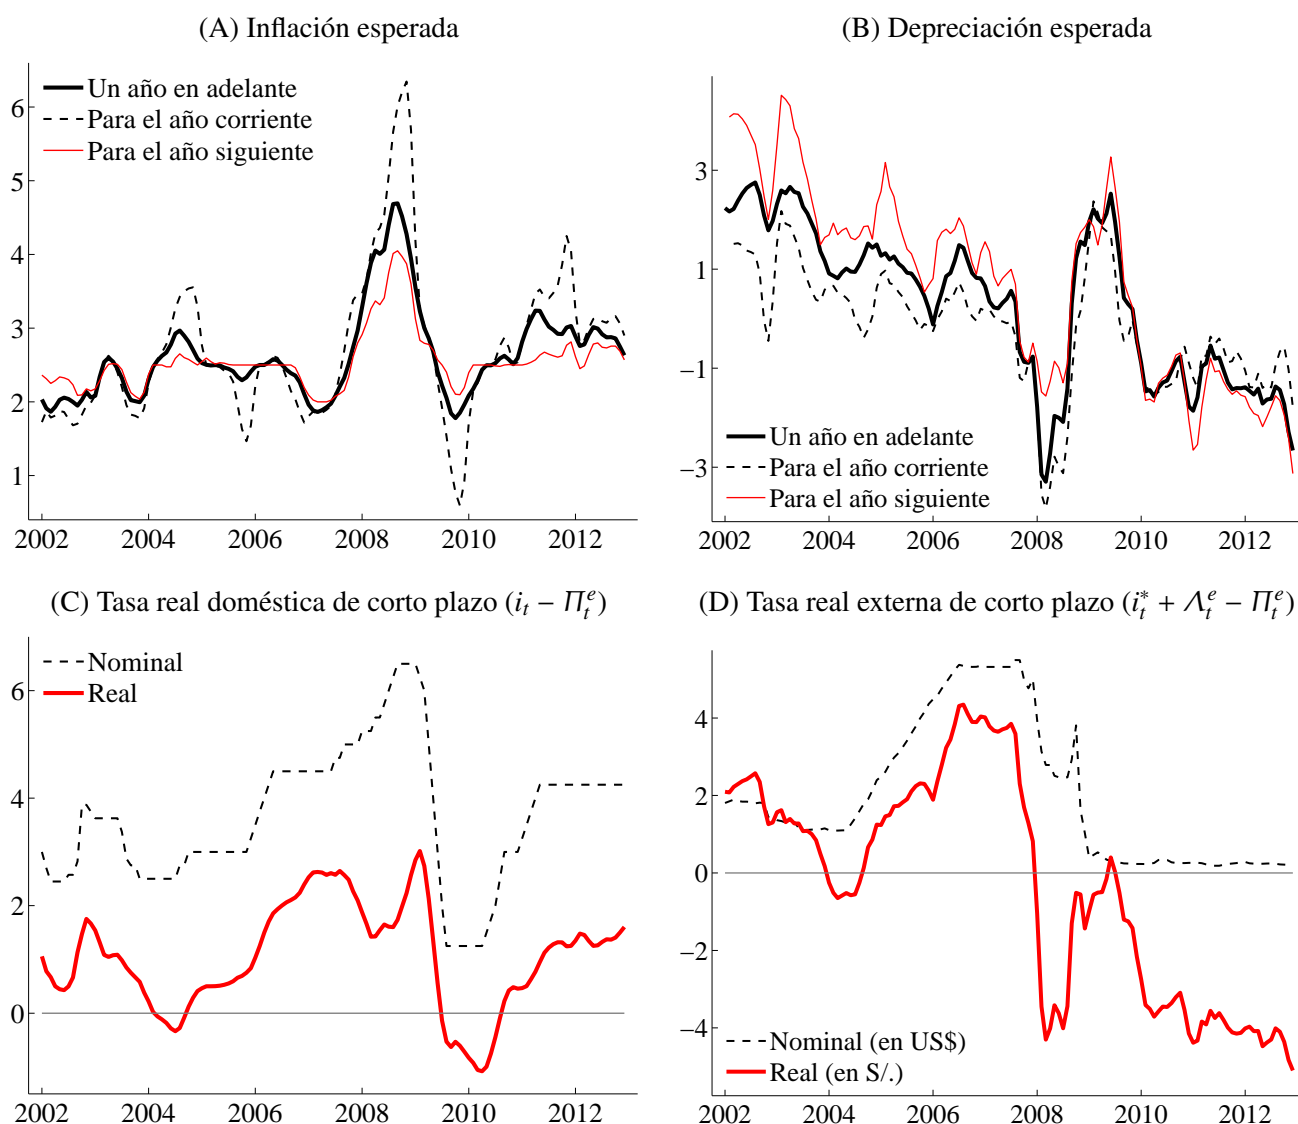 (A) Inflación esperada
Un año en adelante
Para el año corriente
Para el año siguiente
6
5
4
3
2
1
2002 2004 2006 2008 2010 2012
(B) Depreciación esperada
3
1
−1
−3
Un año en adelante
Para el año corriente
Para el año siguiente
2002 2004 2006 2008 2010 2012
(C) Tasa real doméstica de corto plazo (i_t − Π_t^e)
Nominal
Real
6
4
2
0
2002 2004 2006 2008 2010 2012
(D) Tasa real externa de corto plazo (i_t^* + Λ_t^e − Π_t^e)
4
2
0
−2
−4
Nominal (en US$)
Real (en S/.)
2002 2004 2006 2008 2010 2012